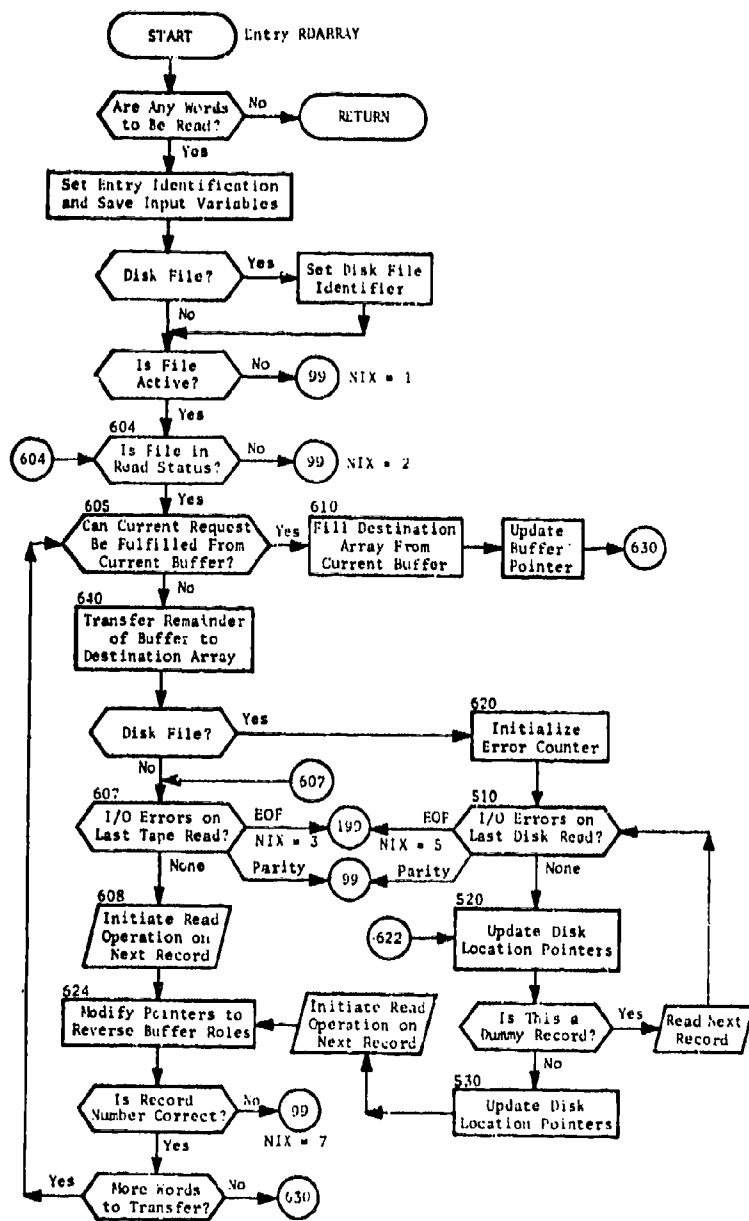 START
Entry RDARRAY
Are Any Words
to Be Read?
No
RETURN
Yes
Set Entry Identification
and Save Input Variables
Disk File?
Yes
Set Disk File
Identifier
No
Is File
Active?
No
99
NIX = 1
Yes
604
604
Is File in
Read Status?
No
99
NIX = 2
Yes
605
Can Current Request
Be Fulfilled From
Current Buffer?
Yes
610
Fill Destination
Array From
Current Buffer
Update
Buffer
Pointer
630
No
640
Transfer Remainder
of Buffer to
Destination Array
Disk File?
Yes
620
Initialize
Error Counter
No
607
607
I/O Errors on
Last Tape Read?
EOF
NIX = 3
190
EOF
NIX = 5
510
I/O Errors on
Last Disk Read?
Parity
99
Parity
None
None
608
Initiate Read
Operation on
Next Record
622
520
Update Disk
Location Pointers
624
Modify Pointers to
Reverse Buffer Roles
Initiate Read
Operation on
Next Record
Is This a
Dummy Record?
Yes
Read Next
Record
No
530
Update Disk
Location Pointers
Is Record
Number Correct?
No
99
NIX = 7
Yes
More Words
to Transfer?
Yes
No
630